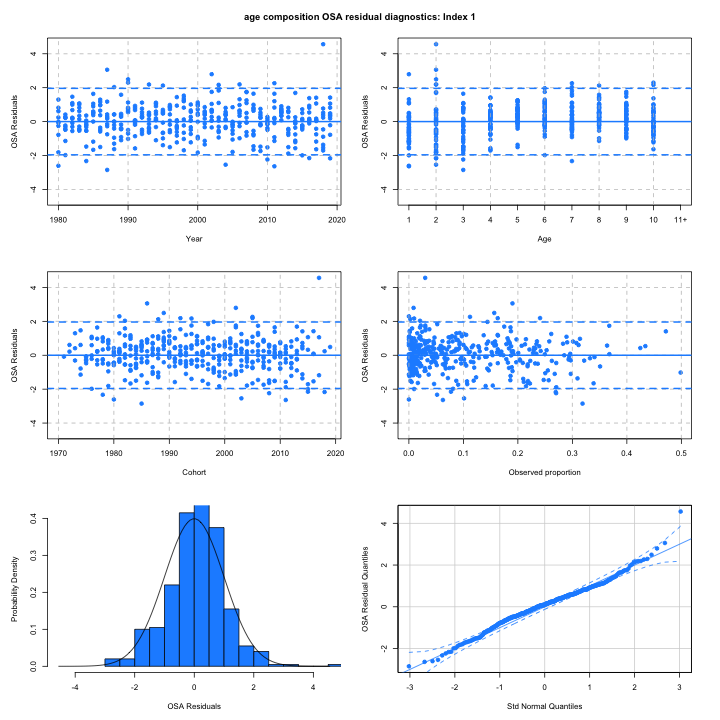 age composition OSA residual diagnostics: Index 1
OSA Residuals
4
2
0
-2
-4
1980 1990 2000 2010 2020
Year
OSA Residuals
4
2
0
-2
-4
1 2 3 4 5 6 7 8 9 10 11+
Age
OSA Residuals
4
2
0
-2
-4
1970 1980 1990 2000 2010 2020
Cohort
OSA Residuals
4
2
0
-2
-4
0.0 0.1 0.2 0.3 0.4 0.5
Observed proportion
Probability Density
0.4
0.3
0.2
0.1
0.0
-4 -2 0 2 4
OSA Residuals
OSA Residual Quantiles
4
2
0
-2
-3 -2 -1 0 1 2 3
Std Normal Quantiles